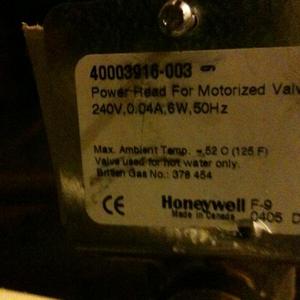 40003916-003
Power Head For Motorized Valv
240V,0.04A,6W,50Hz
Max. Ambient Temp. 52 C (125 F)
Valve used for hot water only.
British Gas No.: 378 454
CE Honeywell F-9
Made in Canada 0405 D